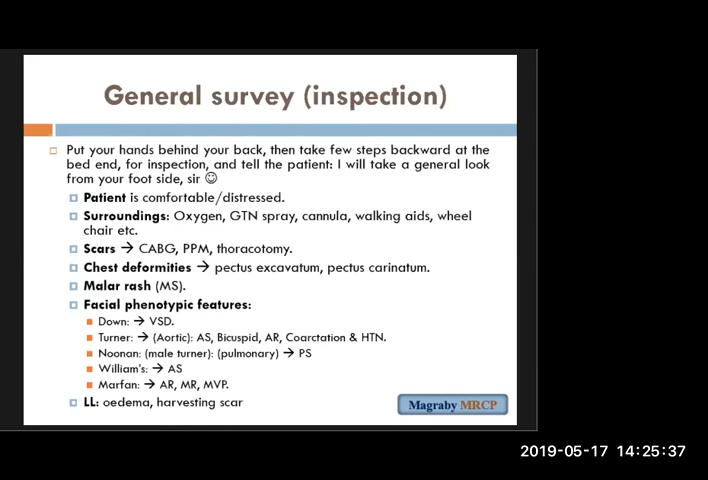 General survey (inspection)
Put your hands behind your back, then take few steps backward at the
bed end, for inspection, and tell the patient: I will take a general look
from your foot side, sir ☺
Patient is comfortable/distressed.
Surroundings: Oxygen, GTN spray, cannula, walking aids, wheel
chair etc.
Scars → CABG, PPM, thoracotomy.
Chest deformities → pectus excavatum, pectus carinatum.
Malar rash (MS).
Facial phenotypic features:
Down: → VSD.
Turner: → (Aortic): AS, Bicuspid, AR, Coarctation & HTN.
Noonan: (male turner): (pulmonary) → PS
William's: → AS
Marfan: → AR, MR, MVP.
LL: oedema, harvesting scar
Magraby MRCP
2019-05-17 14:25:37